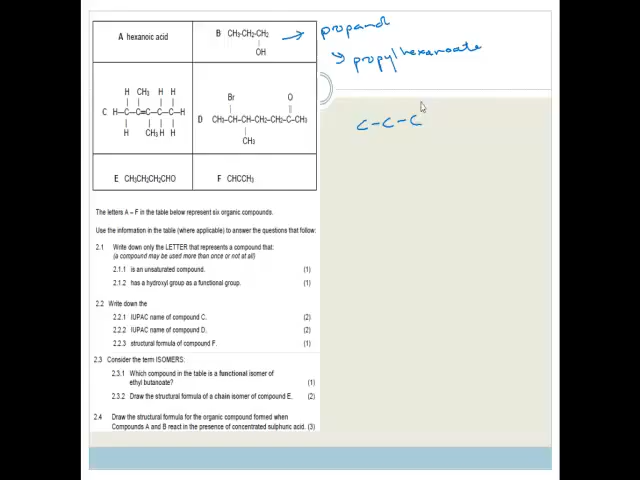 A hexanoic acid
B CH₃-CH₂-CH₂
OH
→ propanol
↳ propyl hexanoate
H CH₃ H H
C H–C–C=C–C–C–H
H CH₃ H H
Br O
D CH₃–CH–CH–CH₂–CH₂–C–CH₃
CH₃
C–C–C
E CH₃CH₂CH₂CHO
F CHCCH₃
The letters A – F in the table below represent six organic compounds.
Use the information in the table (where applicable) to answer the questions that follow:
2.1 Write down only the LETTER that represents a compound that:
(a compound may be used more than once or not at all)
2.1.1 is an unsaturated compound. (1)
2.1.2 has a hydroxyl group as a functional group. (1)
2.2 Write down the
2.2.1 IUPAC name of compound C. (2)
2.2.2 IUPAC name of compound D. (2)
2.2.3 structural formula of compound F. (1)
2.3 Consider the term ISOMERS:
2.3.1 Which compound in the table is a functional isomer of
ethyl butanoate? (1)
2.3.2 Draw the structural formula of a chain isomer of compound E. (2)
2.4 Draw the structural formula for the organic compound formed when
Compounds A and B react in the presence of concentrated sulphuric acid. (3)